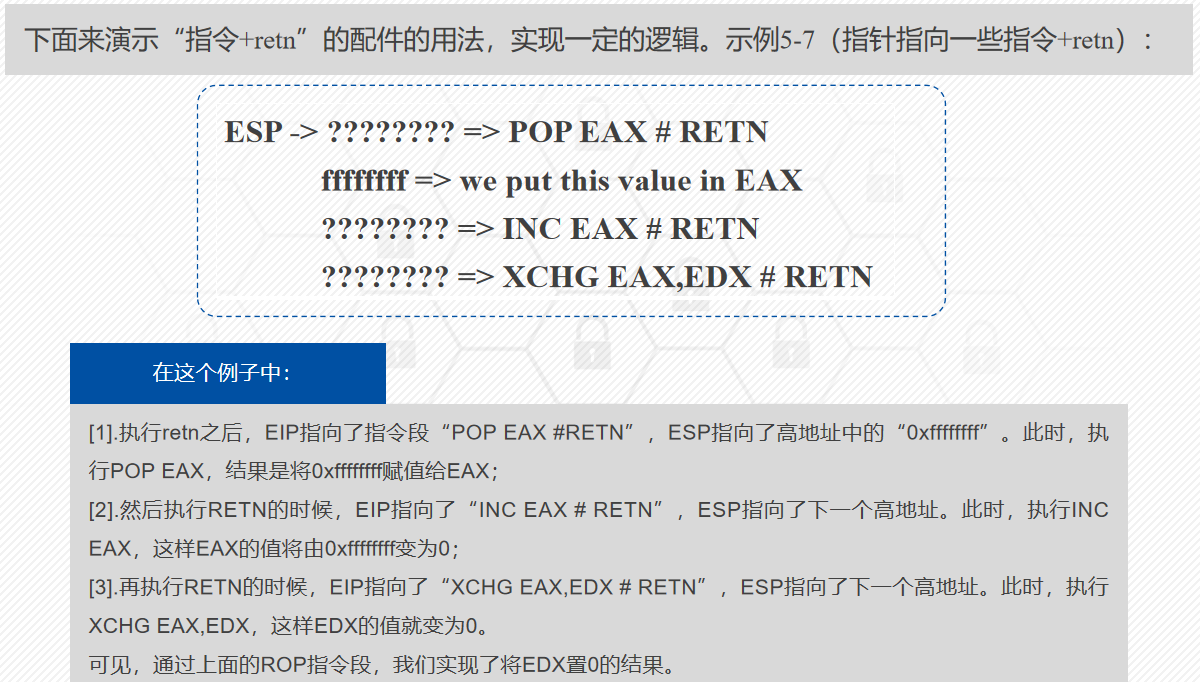 下面来演示“指令+retn”的配件的用法，实现一定的逻辑。示例5-7（指针指向一些指令+retn）：
ESP -> ???????? => POP EAX # RETN
ffffffff => we put this value in EAX
???????? => INC EAX # RETN
???????? => XCHG EAX,EDX # RETN
在这个例子中：
[1].执行retn之后，EIP指向了指令段“POP EAX #RETN”，ESP指向了高地址中的“0xffffffff”。此时，执
行POP EAX，结果是将0xffffffff赋值给EAX；
[2].然后执行RETN的时候，EIP指向了“INC EAX # RETN”，ESP指向了下一个高地址。此时，执行INC
EAX，这样EAX的值将由0xffffffff变为0；
[3].再执行RETN的时候，EIP指向了“XCHG EAX,EDX # RETN”，ESP指向了下一个高地址。此时，执行
XCHG EAX,EDX，这样EDX的值就变为0。
可见，通过上面的ROP指令段，我们实现了将EDX置0的结果。